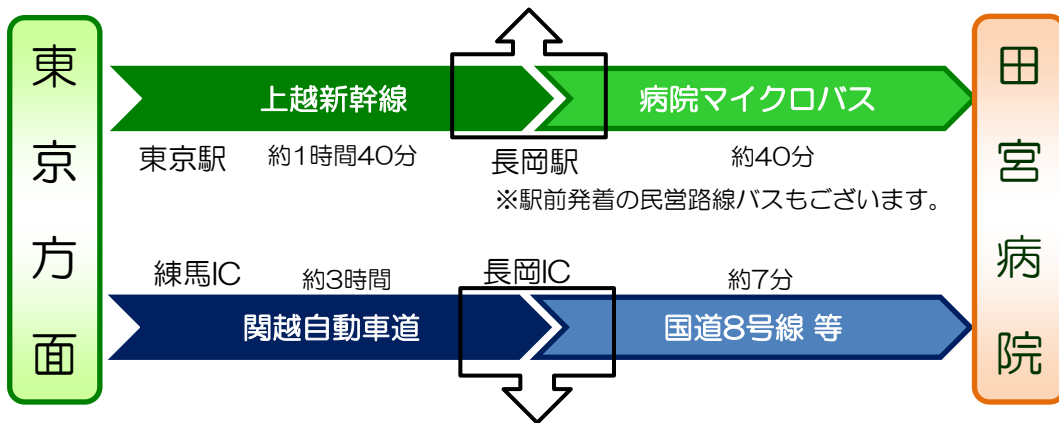 東京方面
上越新幹線
病院マイクロバス
東京駅
約1時間40分
長岡駅
約40分
※駅前発着の民営路線バスもございます。
練馬IC
約3時間
長岡IC
約7分
関越自動車道
国道8号線 等
田宮病院